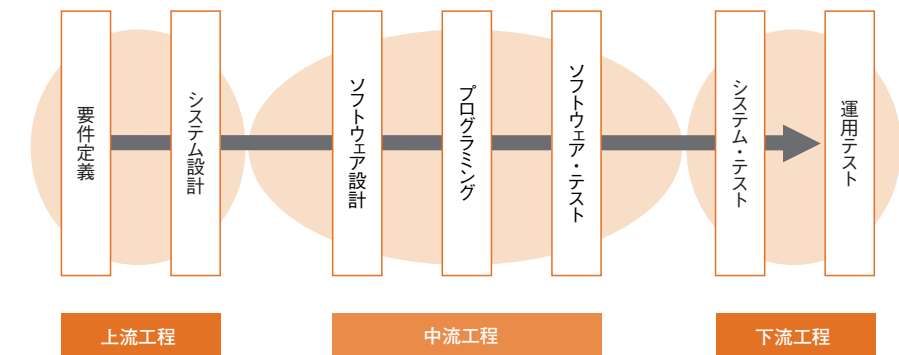 要件定義
システム設計
ソフトウェア設計
プログラミング
ソフトウェア・テスト
システム・テスト
運用テスト
上流工程
中流工程
下流工程